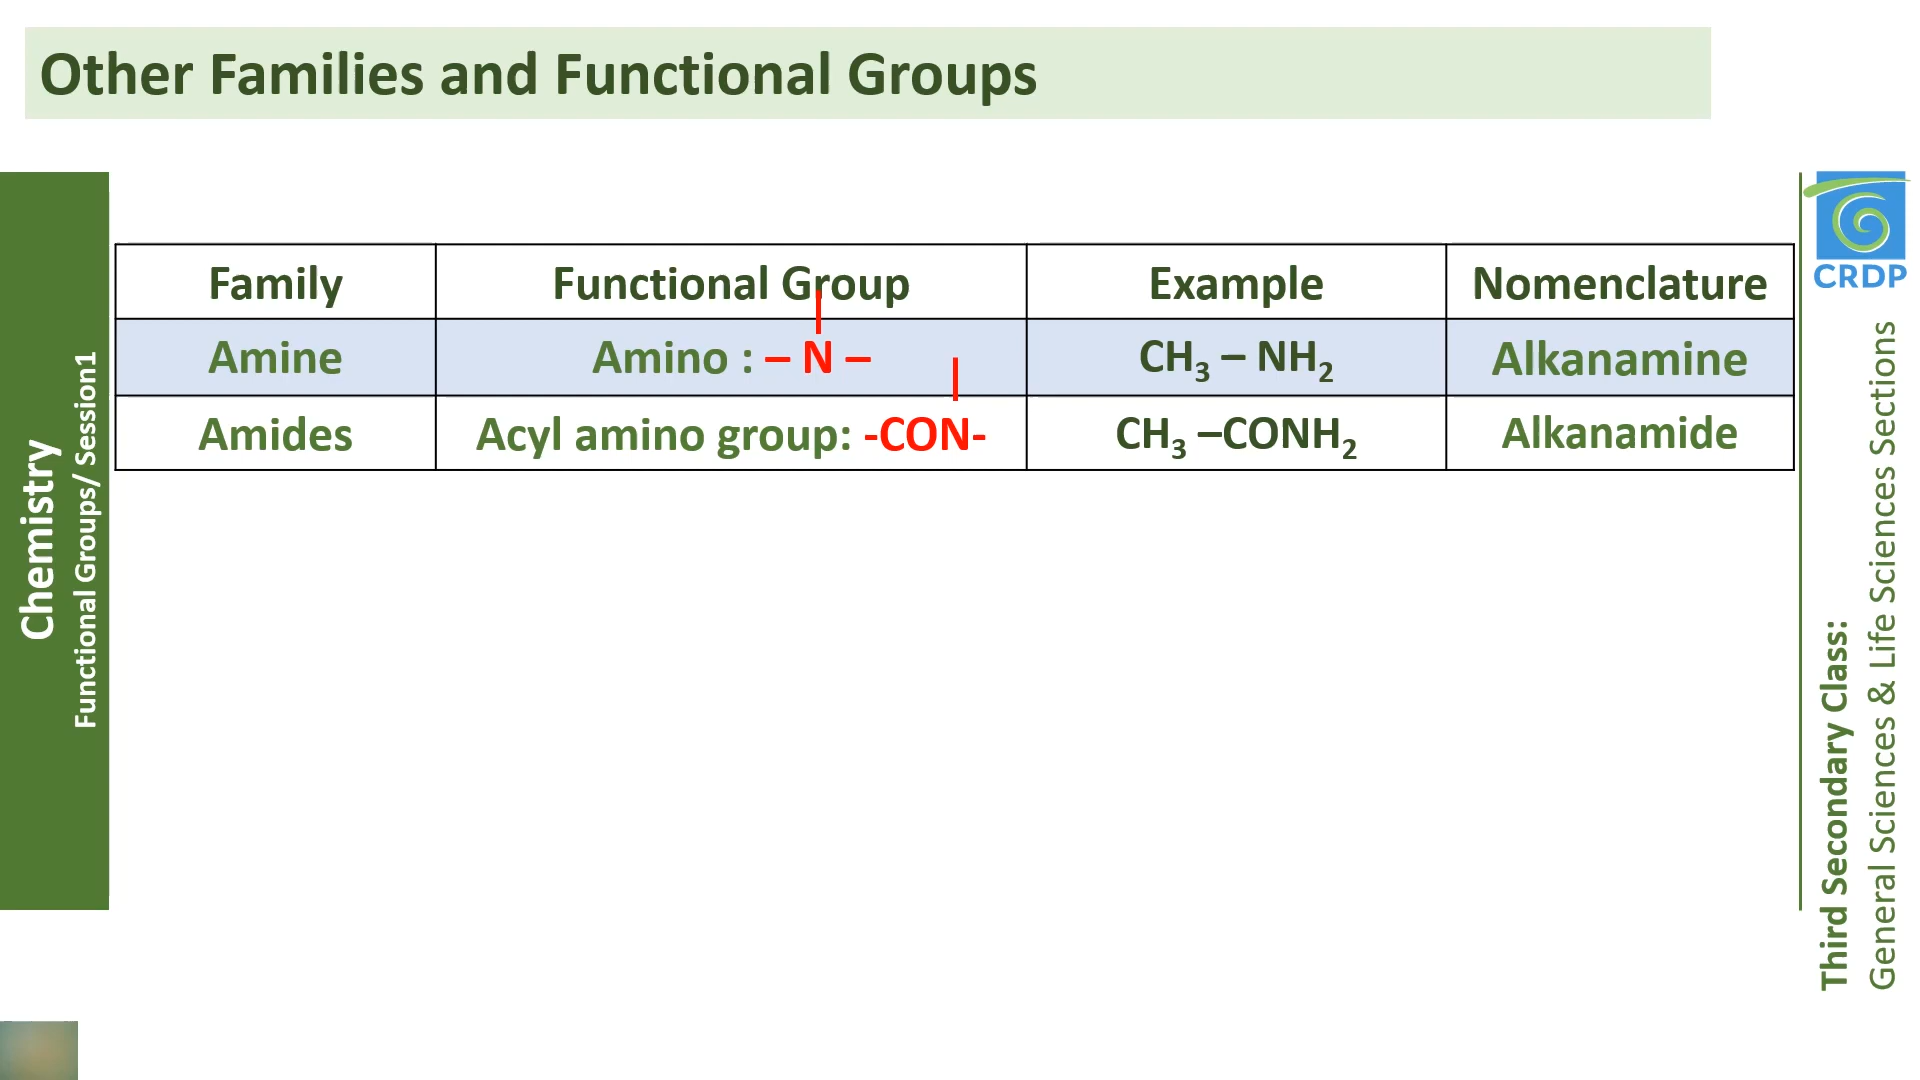 Other Families and Functional Groups
Chemistry
Functional Groups/ Session1
Family Functional Group Example Nomenclature
Amine Amino : – N – CH₃ – NH₂ Alkanamine
Amides Acyl amino group: -CON- CH₃ –CONH₂ Alkanamide
CRDP
Third Secondary Class:
General Sciences & Life Sciences Sections